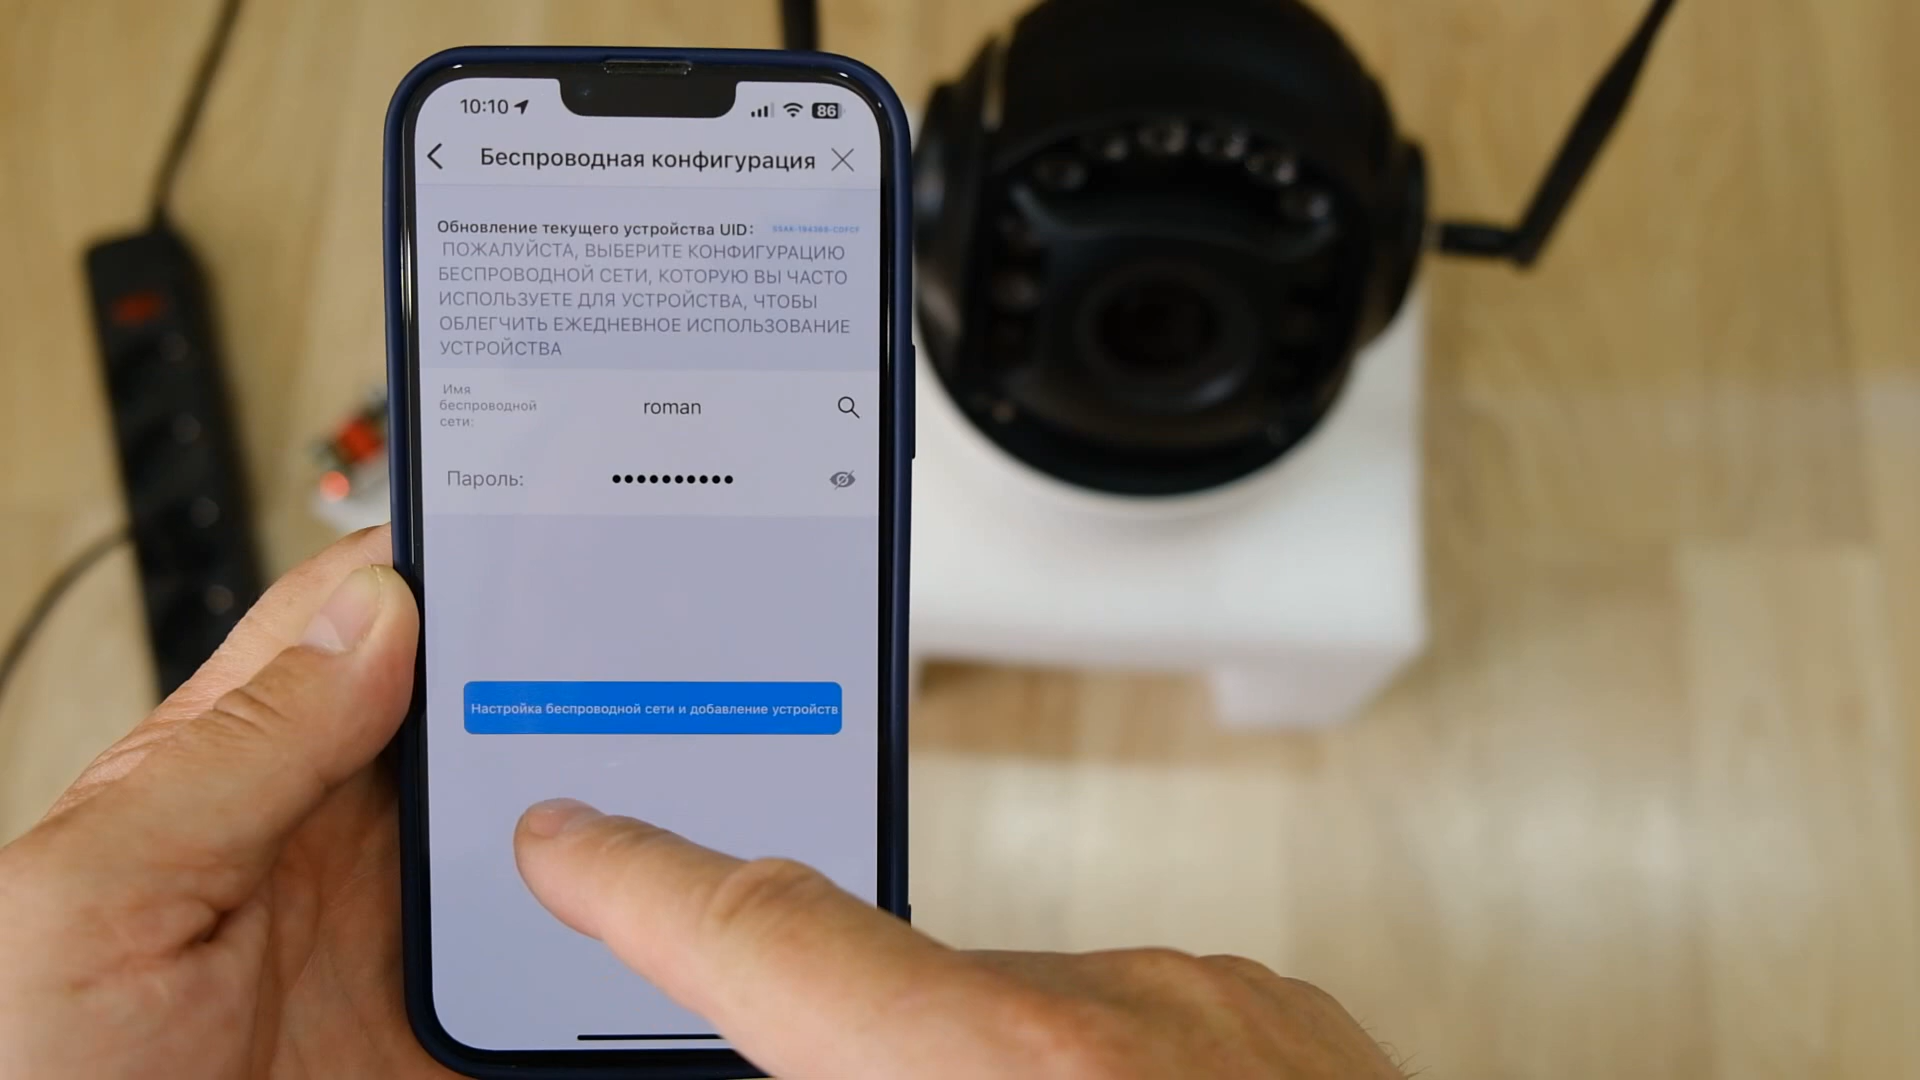 10:10
86
Беспроводная конфигурация
Обновление текущего устройства UID:
ПОЖАЛУЙСТА, ВЫБЕРИТЕ КОНФИГУРАЦИЮ
БЕСПРОВОДНОЙ СЕТИ, КОТОРУЮ ВЫ ЧАСТО
ИСПОЛЬЗУЕТЕ ДЛЯ УСТРОЙСТВА, ЧТОБЫ
ОБЛЕГЧИТЬ ЕЖЕДНЕВНОЕ ИСПОЛЬЗОВАНИЕ
УСТРОЙСТВА
Имя
беспроводной
сети:
roman
Пароль:
Настройка беспроводной сети и добавление устройств